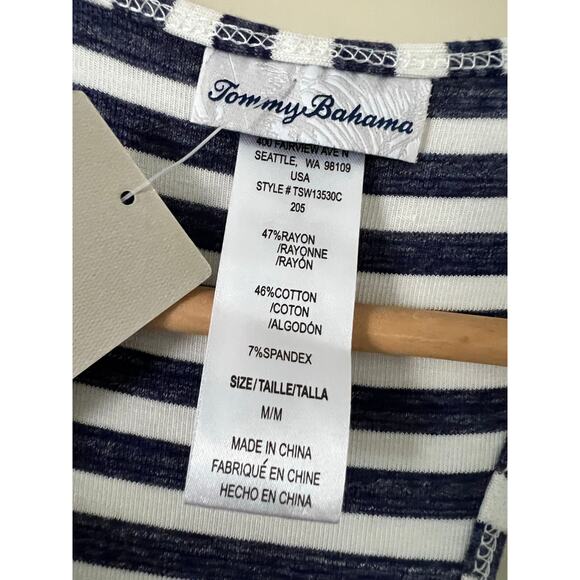 Tommy Bahama
400 FAIRVIEW AVE N
SEATTLE, WA 98109
USA
STYLE # TSW13530C
205
47%RAYON
/RAYONNE
/RAYÓN
46%COTTON
/COTON
/ALGODÓN
7%SPANDEX
SIZE/TAILLE/TALLA
M/M
MADE IN CHINA
FABRIQUÉ EN CHINE
HECHO EN CHINA